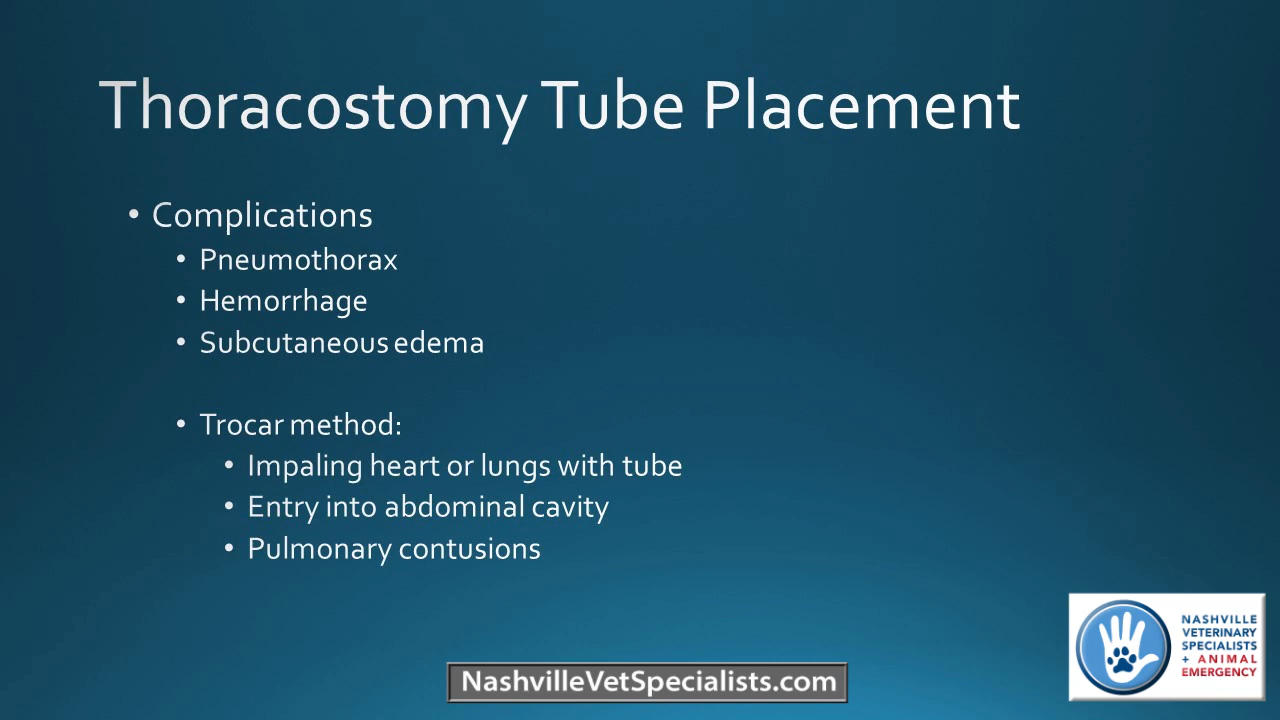 Thoracostomy Tube Placement
• Complications
• Pneumothorax
• Hemorrhage
• Subcutaneous edema
• Trocar method:
• Impaling heart or lungs with tube
• Entry into abdominal cavity
• Pulmonary contusions
NASHVILLE
VETERINARY
SPECIALISTS
+ ANIMAL
EMERGENCY
NashvilleVetSpecialists.com